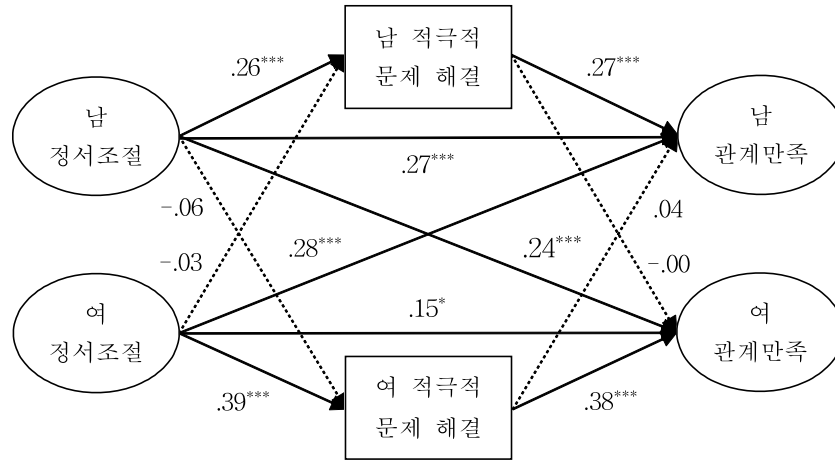 남 적극적
문제 해결
.26***
.27***
남
정서조절
남
관계만족
.27***
-.06
.04
.28***
.24***
-.03
-.00
.15*
여
정서조절
여
관계만족
여 적극적
문제 해결
.39***
.38***